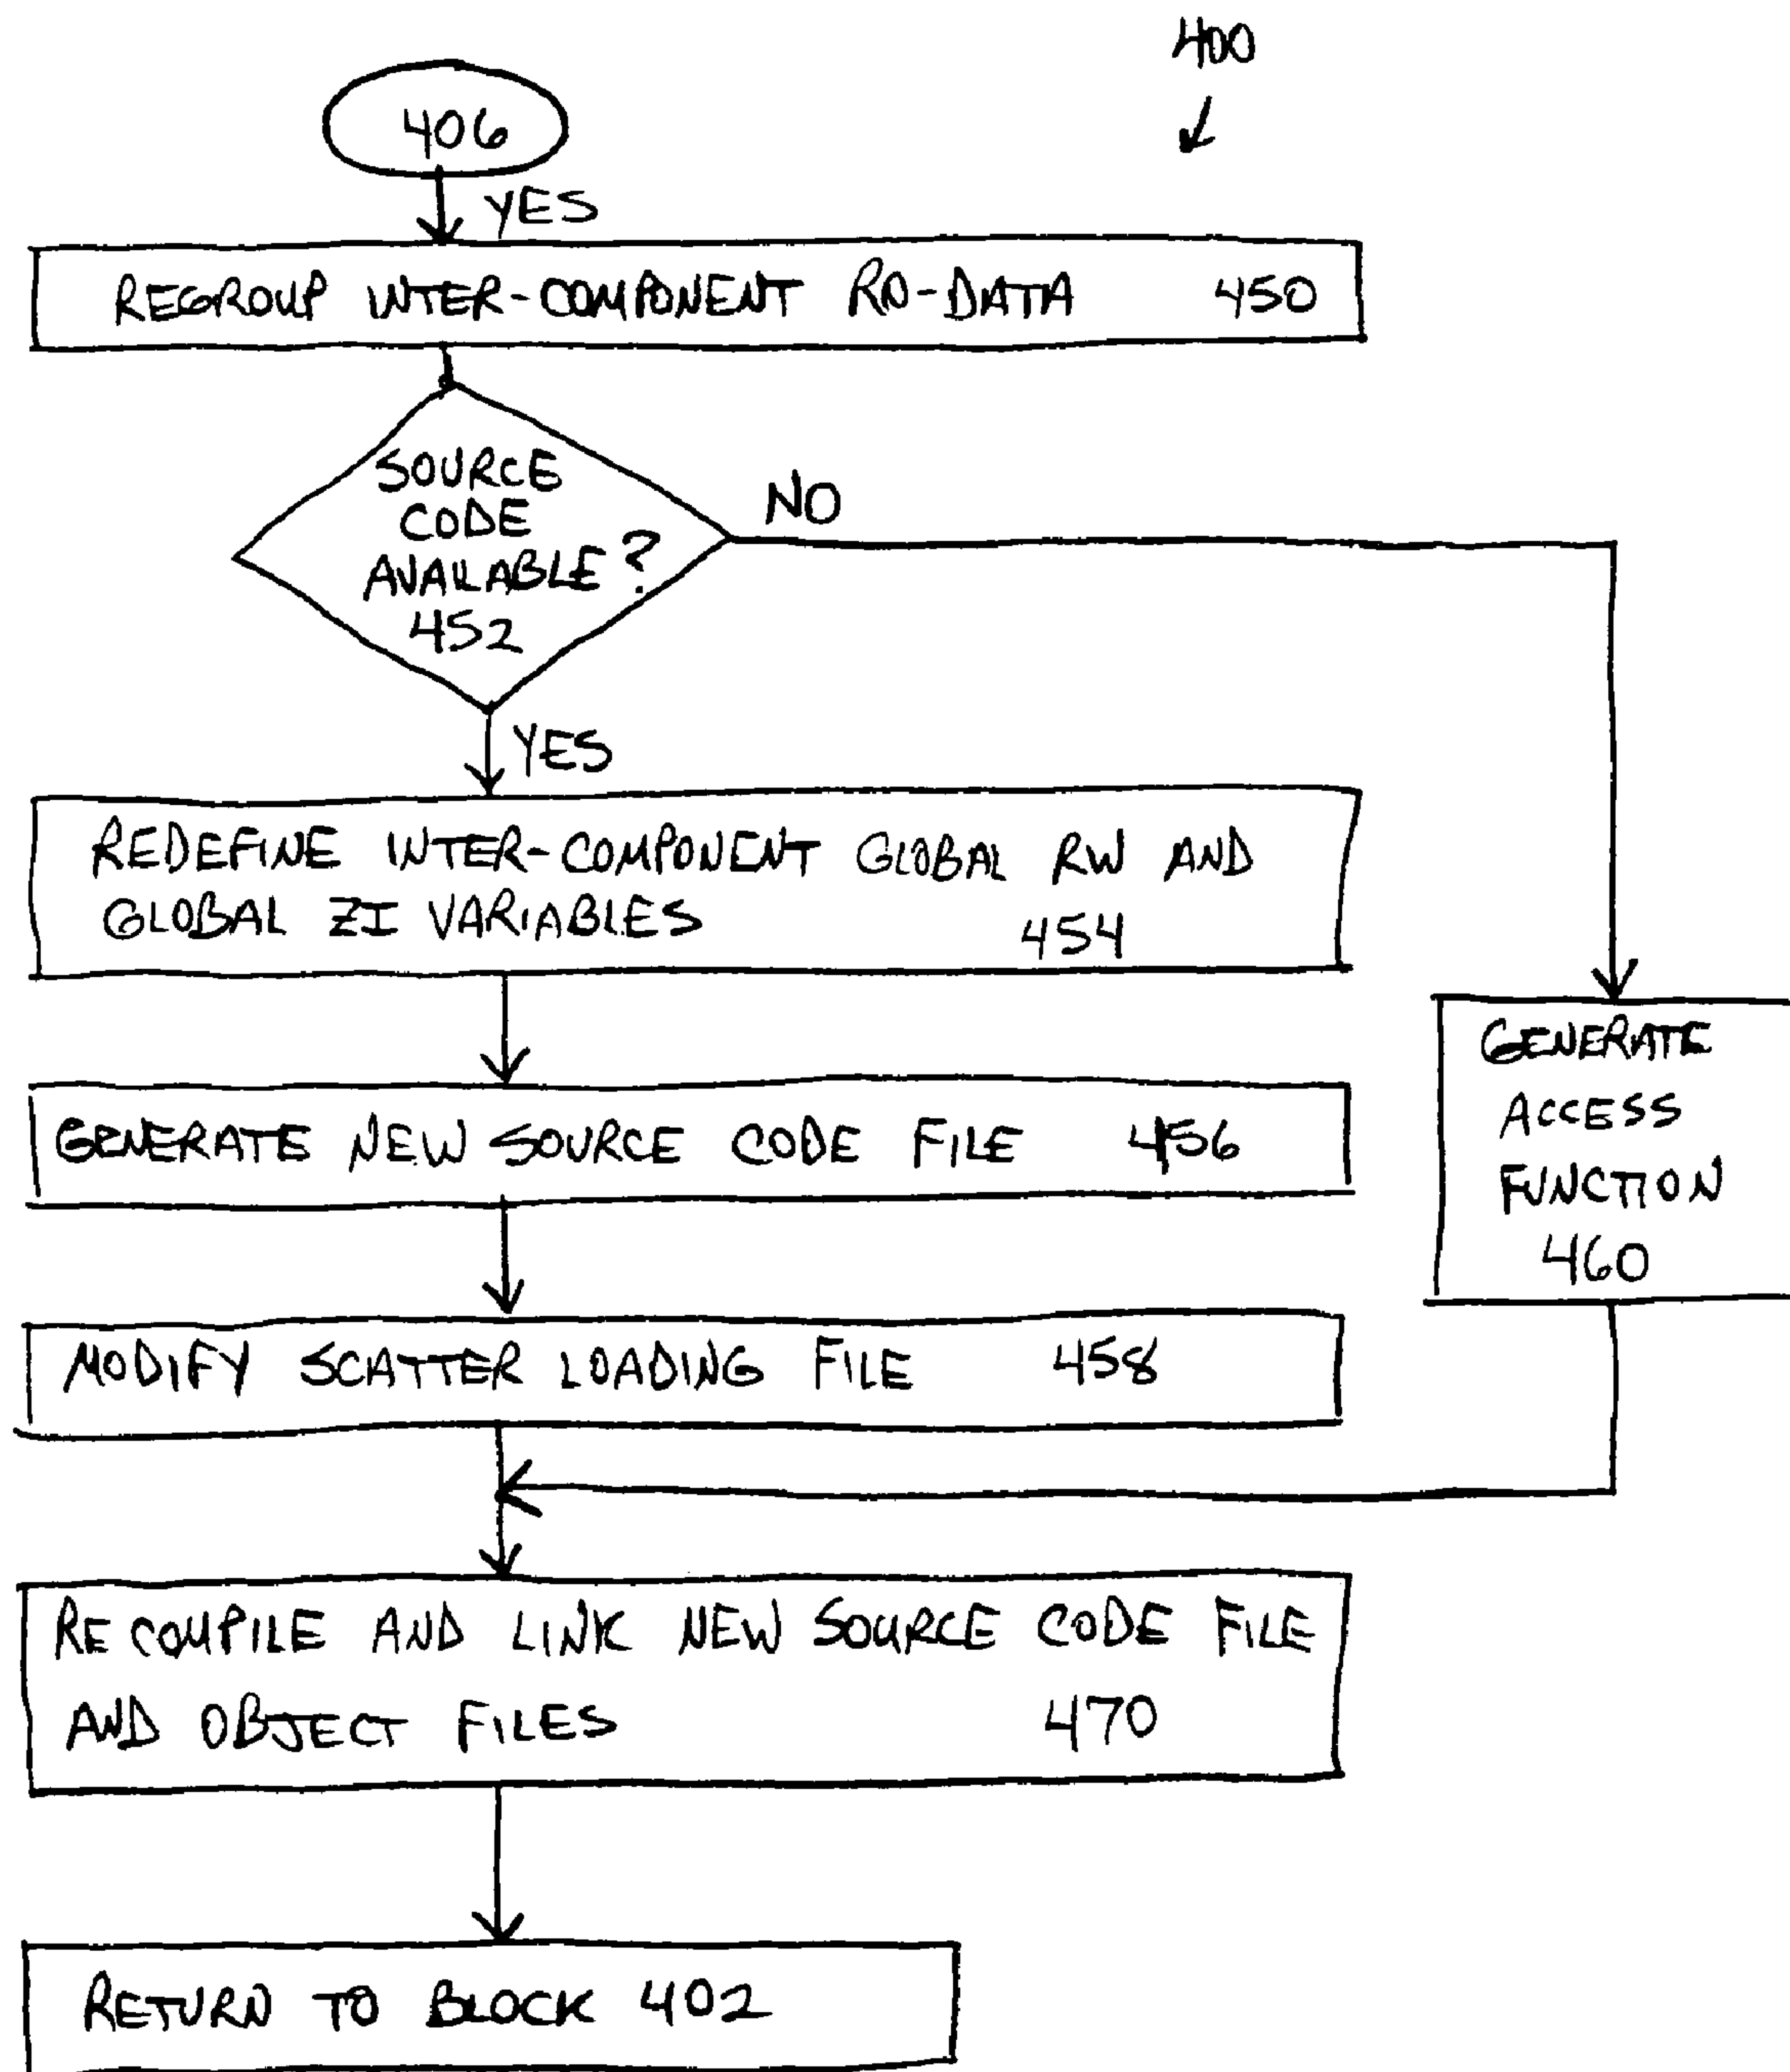 400
406
YES
REGROUP INTER-COMPONENT RO-DATA 450
SOURCE
CODE
AVAILABLE?
452
NO
YES
REDEFINE INTER-COMPONENT GLOBAL RW AND
GLOBAL ZI VARIABLES 454
GENERATE NEW SOURCE CODE FILE 456
GENERATE
ACCESS
FUNCTION
460
MODIFY SCATTER LOADING FILE 458
RECOMPILE AND LINK NEW SOURCE CODE FILE
AND OBJECT FILES 470
RETURN TO BLOCK 402